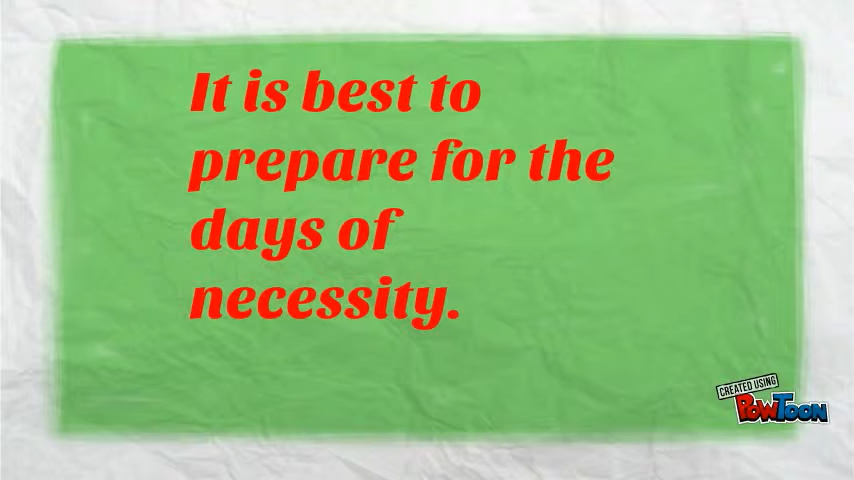 It is best to
prepare for the
days of
necessity.
CREATED USING
POWTOON